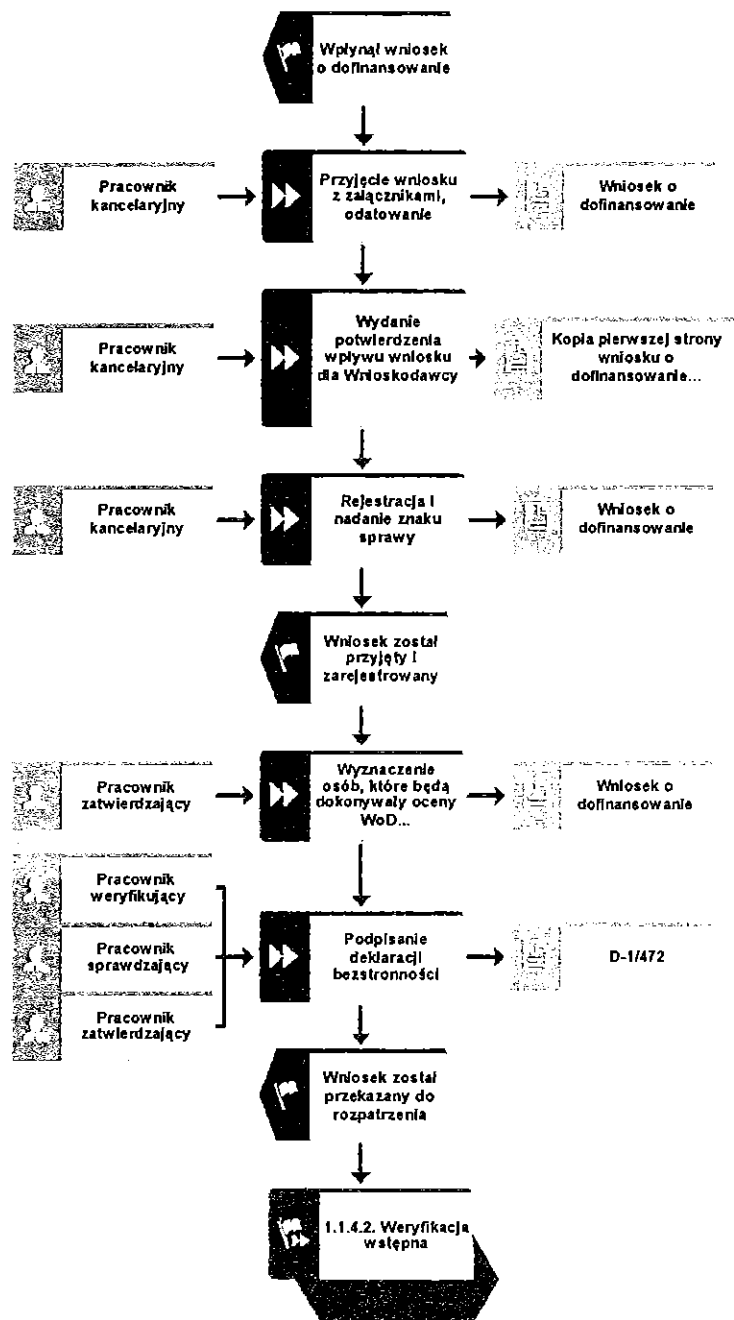 Wpłynął wniosek
o dofinansowanie
Pracownik
kancelaryjny
Przyjęcie wniosku
z załącznikami,
odatowanie
Wniosek o
dofinansowanie
Pracownik
kancelaryjny
Wydanie
potwierdzenia
wpływu wniosku
dla Wnioskodawcy
Kopia pierwszej strony
wniosku o
dofinansowanie...
Pracownik
kancelaryjny
Rejestracja i
nadanie znaku
sprawy
Wniosek o
dofinansowanie
Wniosek został
przyjęty i
zarejestrowany
Pracownik
zatwierdzający
Wyznaczenie
osób, które będą
dokonywały oceny
WoD...
Wniosek o
dofinansowanie
Pracownik
weryfikujący
Pracownik
sprawdzający
Pracownik
zatwierdzający
Podpisanie
deklaracji
bezstronności
D-1/472
Wniosek został
przekazany do
rozpatrzenia
1.1.4.2. Weryfikacja
wstępna